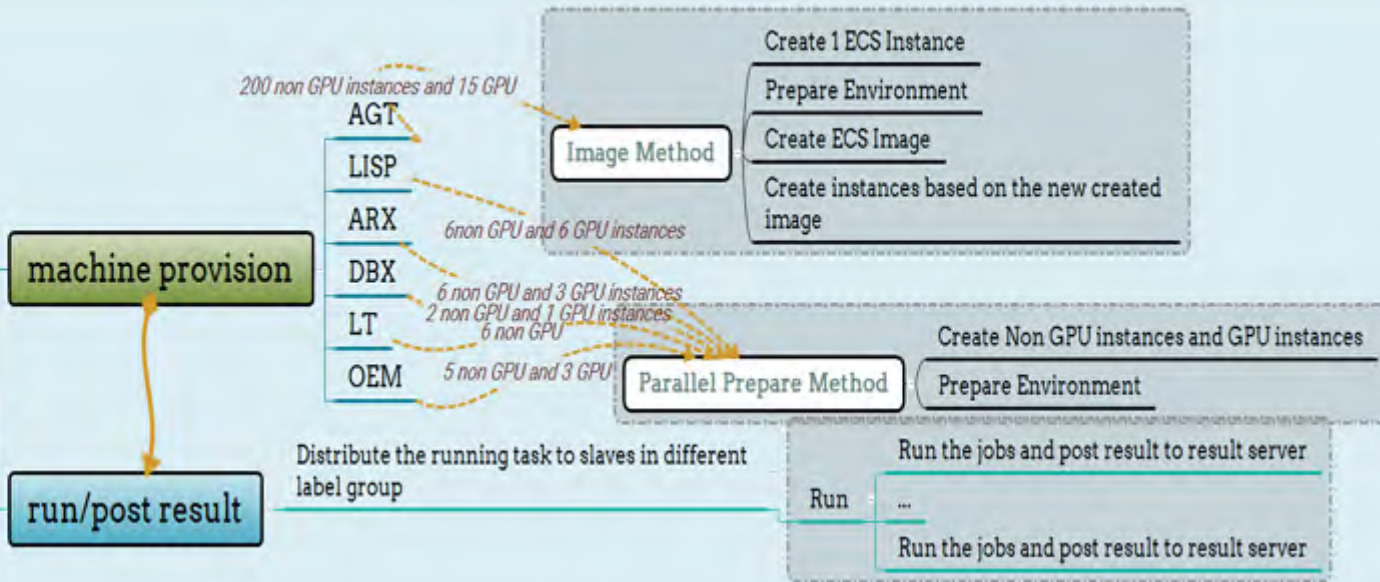 Create 1 ECS Instance
200 non GPU instances and 15 GPU
Prepare Environment
AGT
Image Method
Create ECS Image
LISP
Create instances based on the new created
image
ARX
6non GPU and 6 GPU instances
machine provision
DBX
6 non GPU and 3 GPU instances
2 non GPU and 1 GPU instances
LT
6 non GPU
Create Non GPU instances and GPU instances
OEM
5 non GPU and 3 GPU
Parallel Prepare Method
Prepare Environment
Distribute the running task to slaves in different
label group
Run the jobs and post result to result server
run/post result
Run
...
Run the jobs and post result to result server